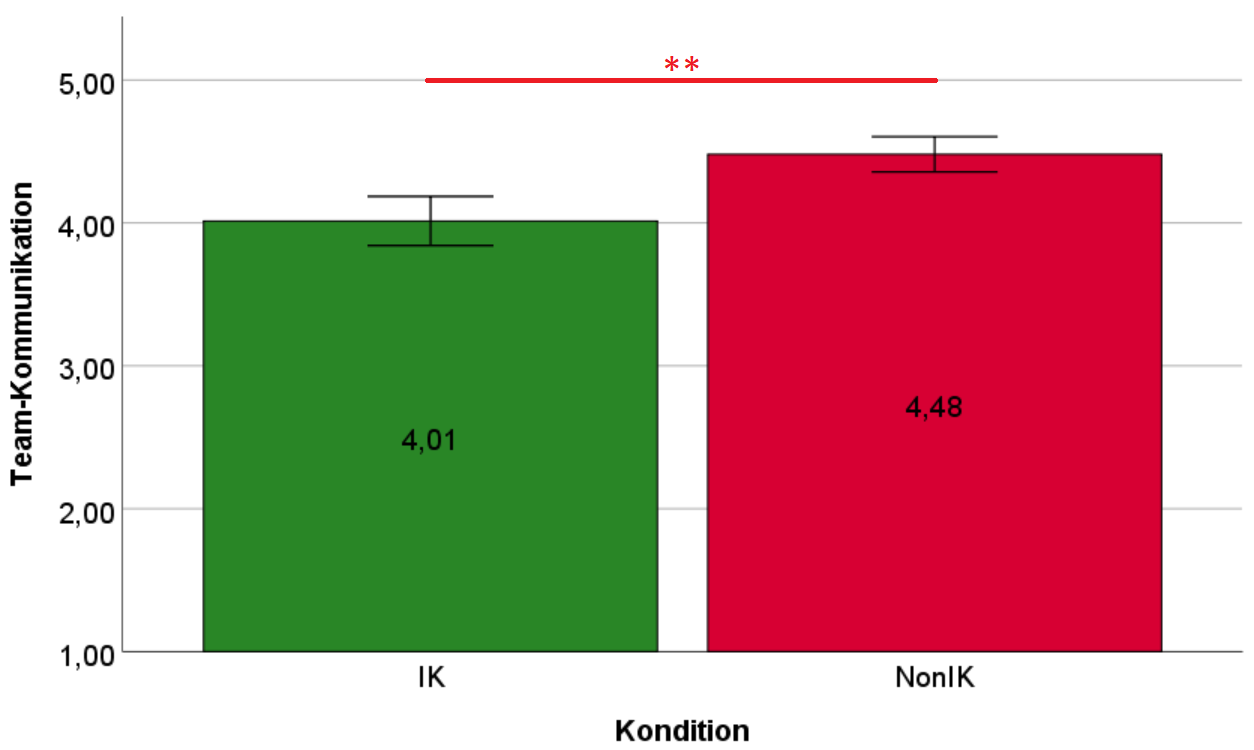 **
5,00
4,00
3,00
2,00
1,00
Team-Kommunikation
4,01
4,48
IK
NonIK
Kondition